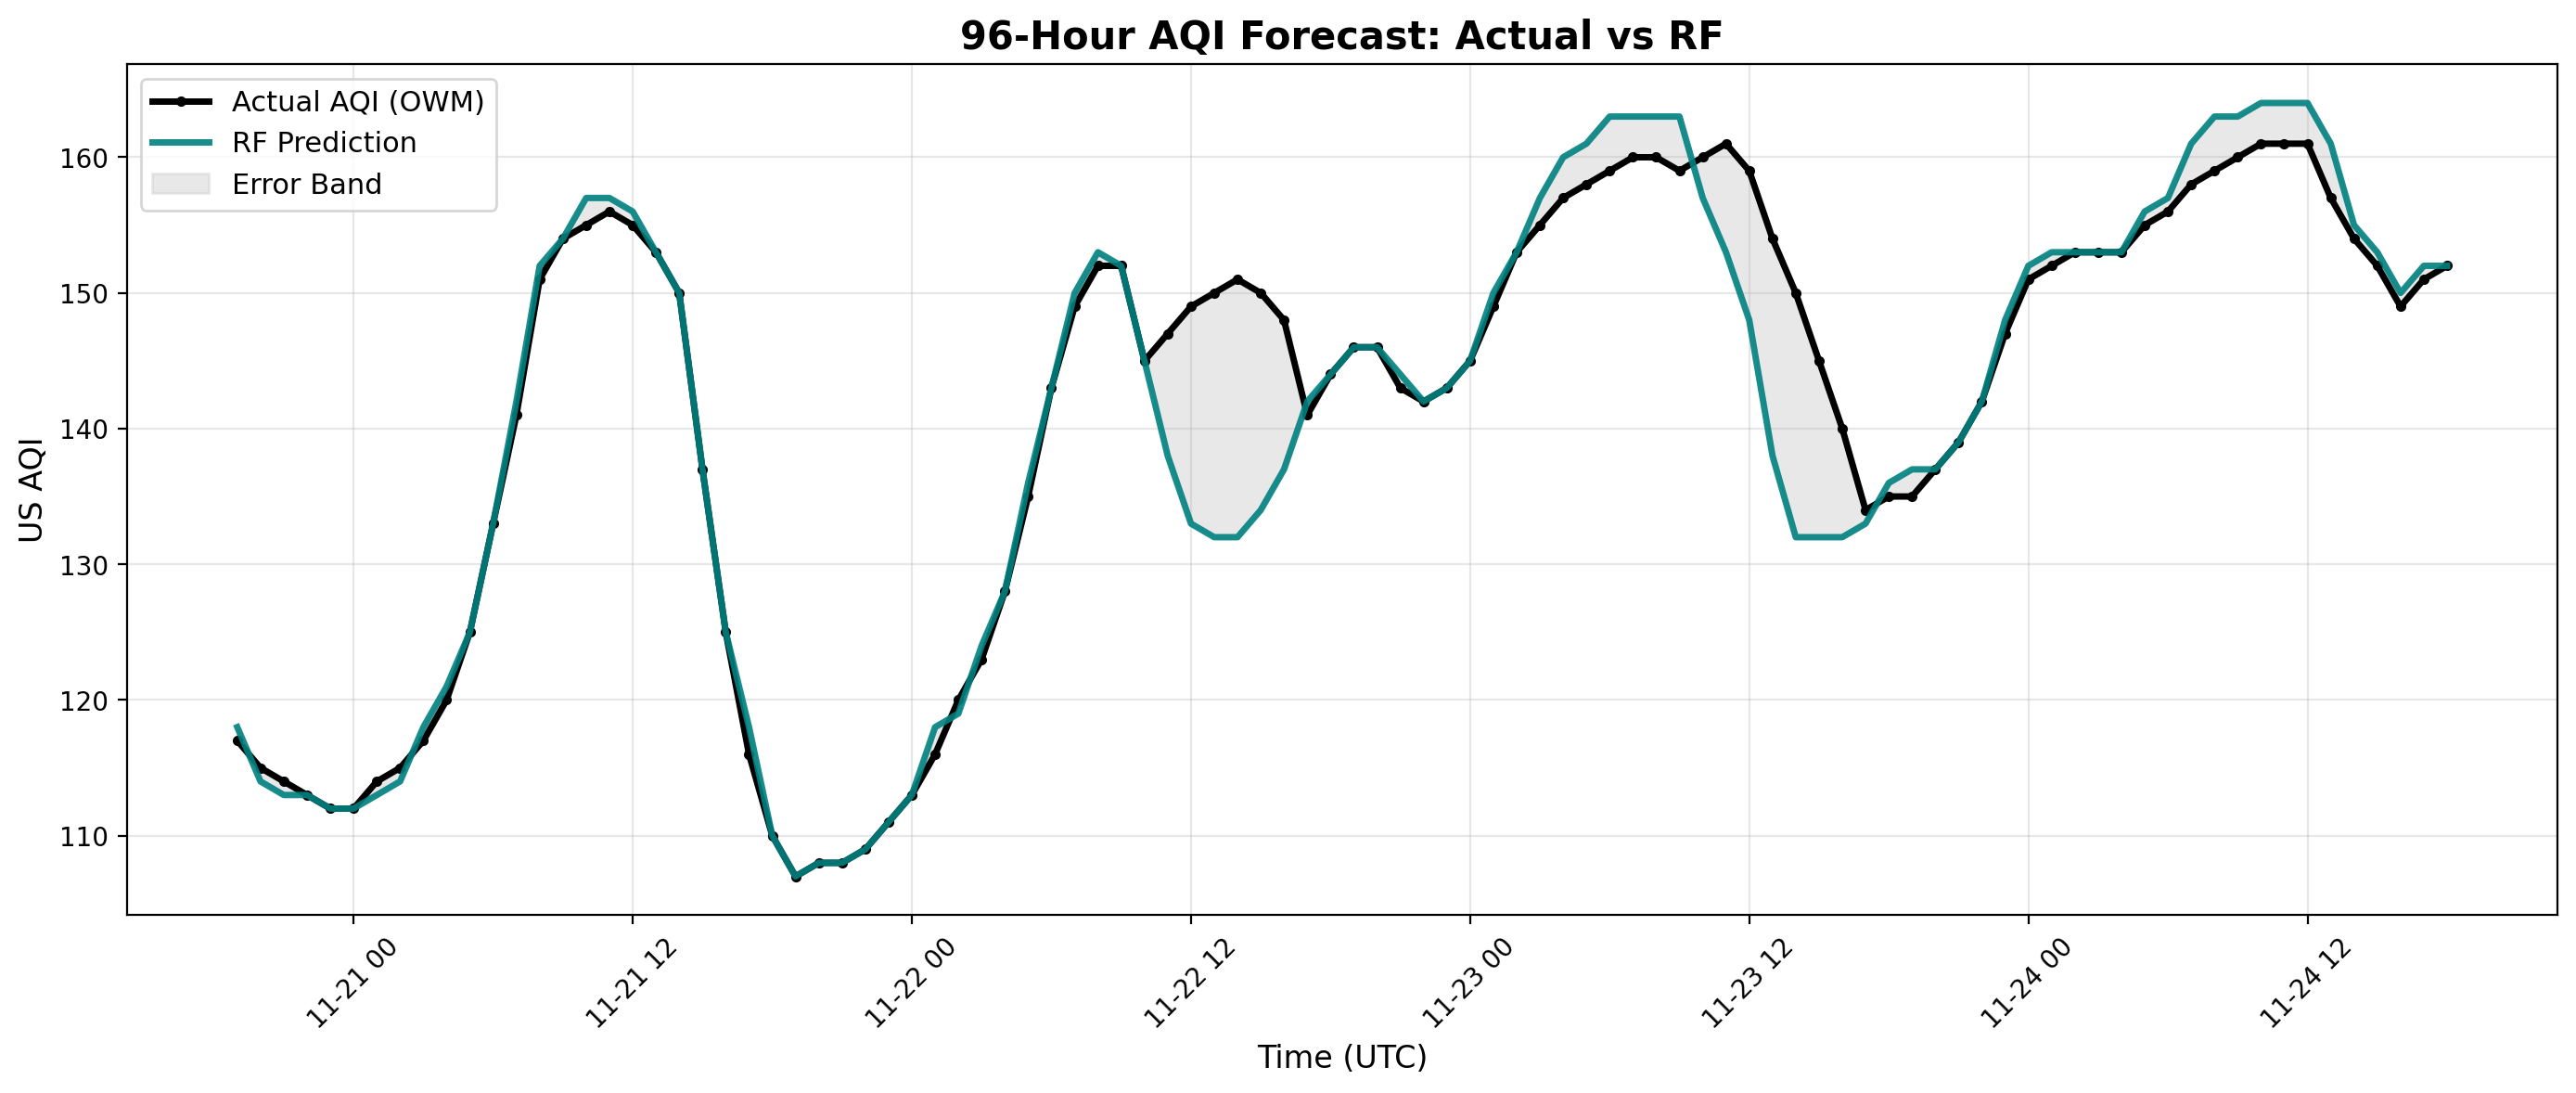 96-Hour AQI Forecast: Actual vs RF
Actual AQI (OWM)
RF Prediction
Error Band
US AQI
160
150
140
130
120
110
11-21 00
11-21 12
11-22 00
11-22 12
11-23 00
11-23 12
11-24 00
11-24 12
Time (UTC)